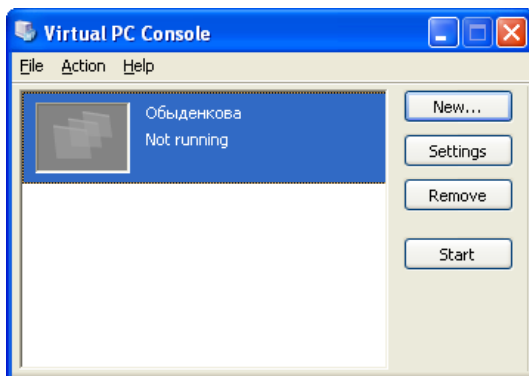 Virtual PC Console
File Action Help
Обыденкова
Not running
New...
Settings
Remove
Start